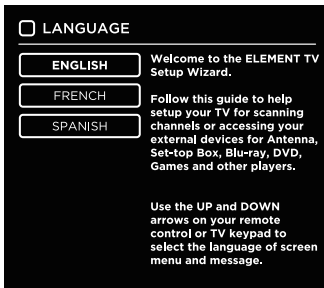 LANGUAGE
ENGLISH
FRENCH
SPANISH
Welcome to the ELEMENT TV
Setup Wizard.
Follow this guide to help
setup your TV for scanning
channels or accessing your
external devices for Antenna,
Set-top Box, Blu-ray, DVD,
Games and other players.
Use the UP and DOWN
arrows on your remote
control or TV keypad to
select the language of screen
menu and message.